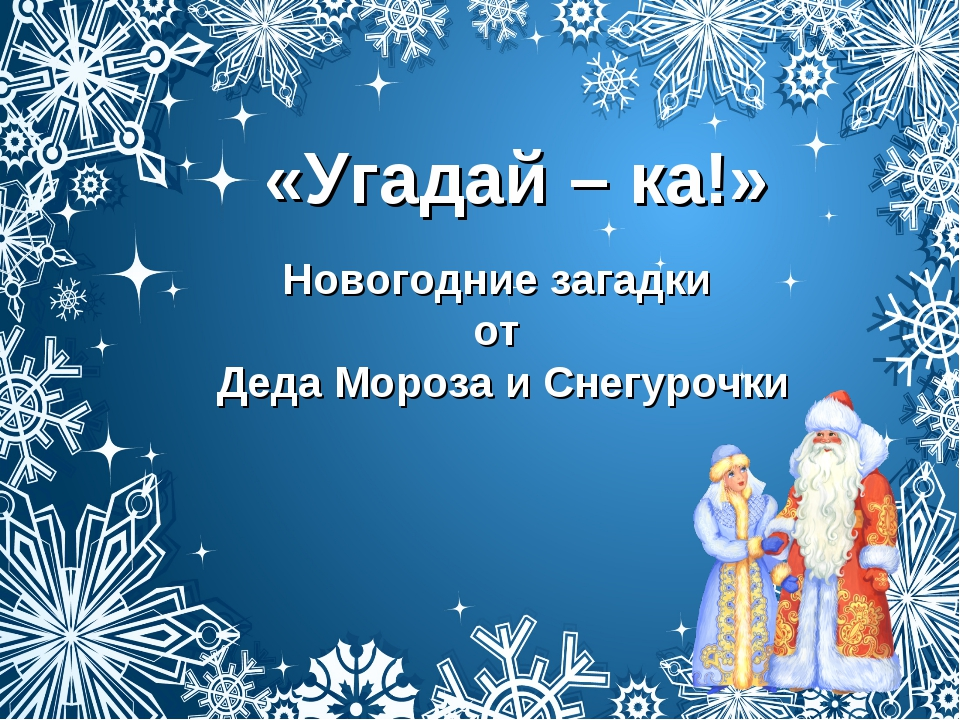 «Угадай – ка!»
Новогодние загадки
от
Деда Мороза и Снегурочки